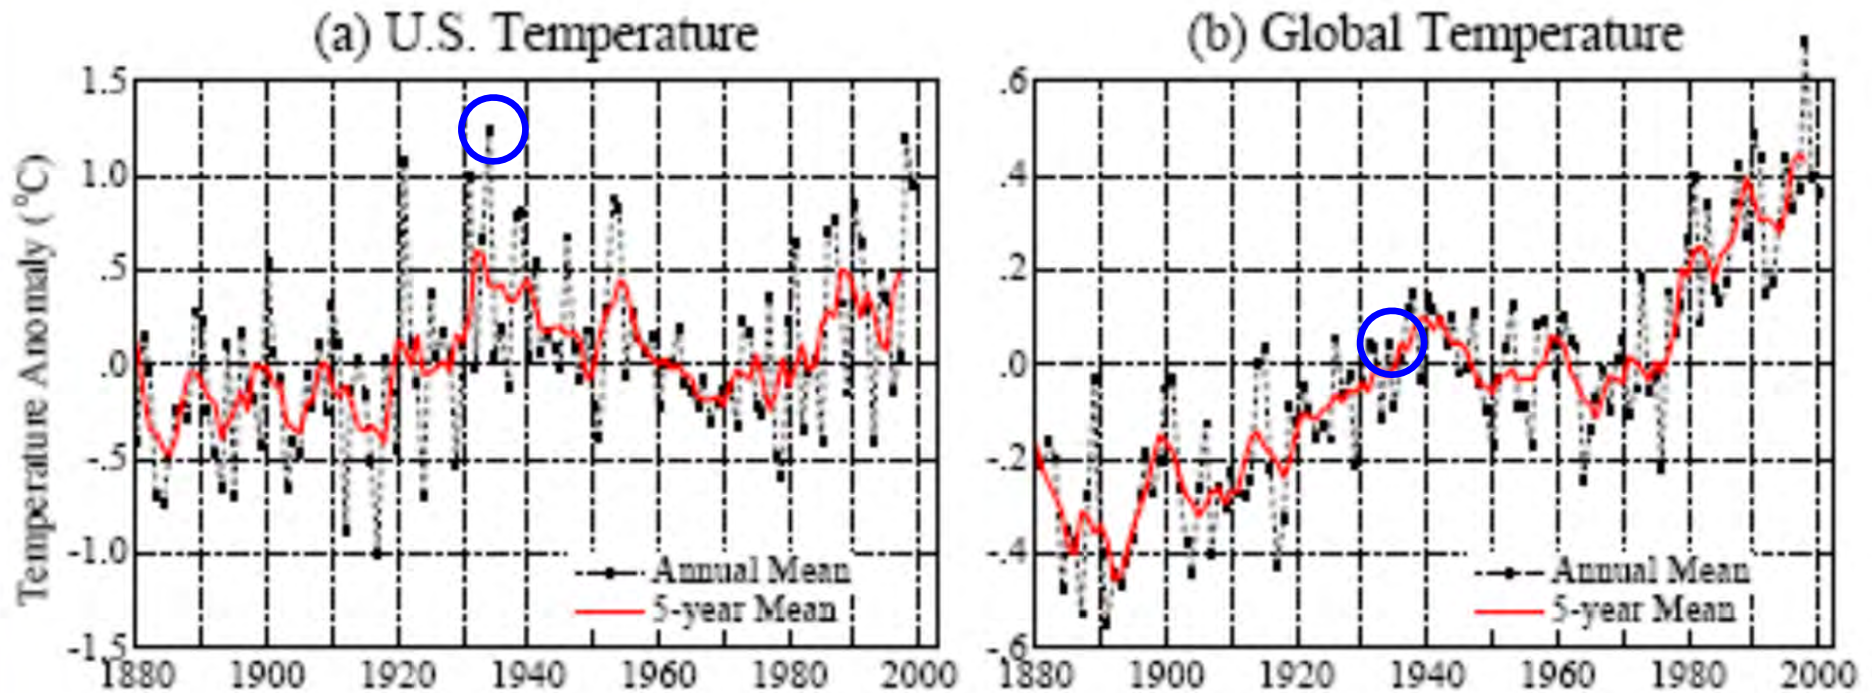 (a) U.S. Temperature
Temperature Anomaly (°C)
1.5
1.0
.5
.0
-.5
-1.0
-1.5
1880 1900 1920 1940 1960 1980 2000
Annual Mean
5-year Mean
(b) Global Temperature
.6
.4
.2
.0
-.2
-.4
-.6
1880 1900 1920 1940 1960 1980 2000
Annual Mean
5-year Mean